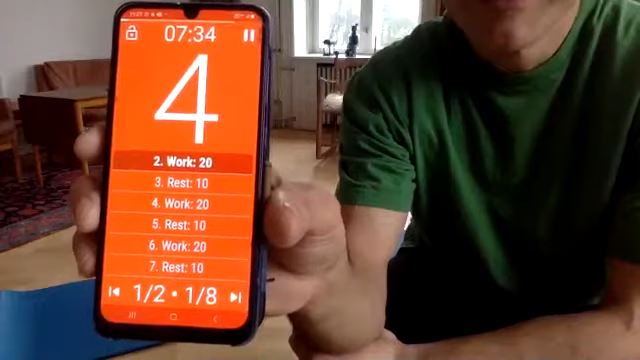 07:34
4
2. Work: 20
3. Rest: 10
4. Work: 20
5. Rest: 10
6. Work: 20
7. Rest: 10
1/2 • 1/8